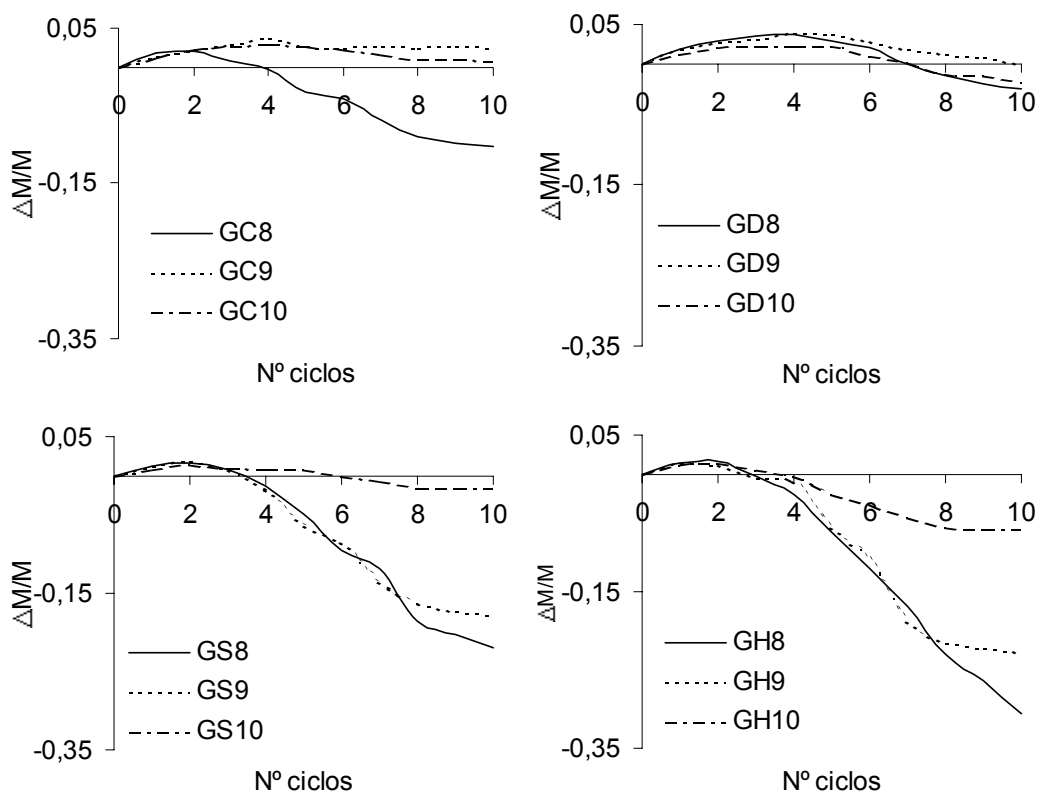 0,05
0 2 4 6 8 10
-0,15
-0,35
ΔM/M
GC8
GC9
GC10
Nº ciclos
0,05
0 2 4 6 8 10
-0,15
-0,35
ΔM/M
GD8
GD9
GD10
Nº ciclos
0,05
0 2 4 6 8 10
-0,15
-0,35
ΔM/M
GS8
GS9
GS10
Nº ciclos
0,05
0 2 4 6 8 10
-0,15
-0,35
ΔM/M
GH8
GH9
GH10
Nº ciclos